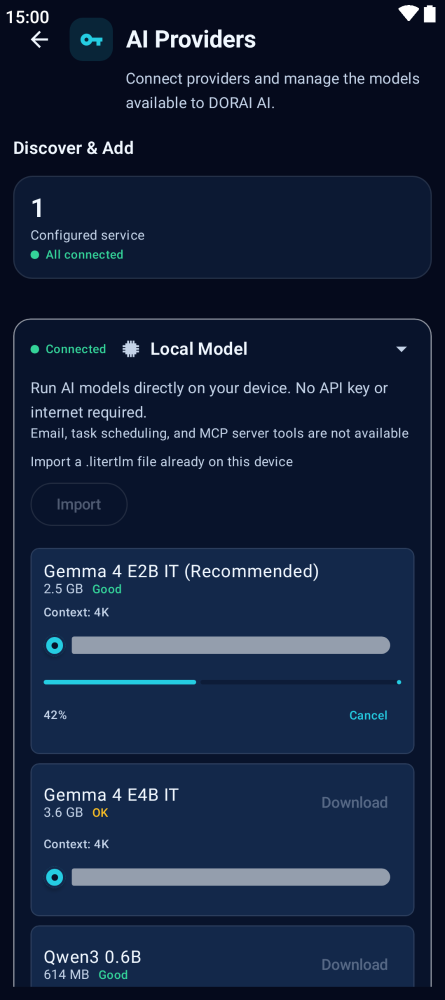 15:00
AI Providers
Connect providers and manage the models
available to DORAI AI.
Discover & Add
1
Configured service
All connected
Connected
Local Model
Run AI models directly on your device. No API key or
internet required.
Email, task scheduling, and MCP server tools are not available
Import a .litertlm file already on this device
Import
Gemma 4 E2B IT (Recommended)
2.5 GB Good
Context: 4K
42%
Cancel
Gemma 4 E4B IT
Download
3.6 GB OK
Context: 4K
Qwen3 0.6B
Download
614 MB Good